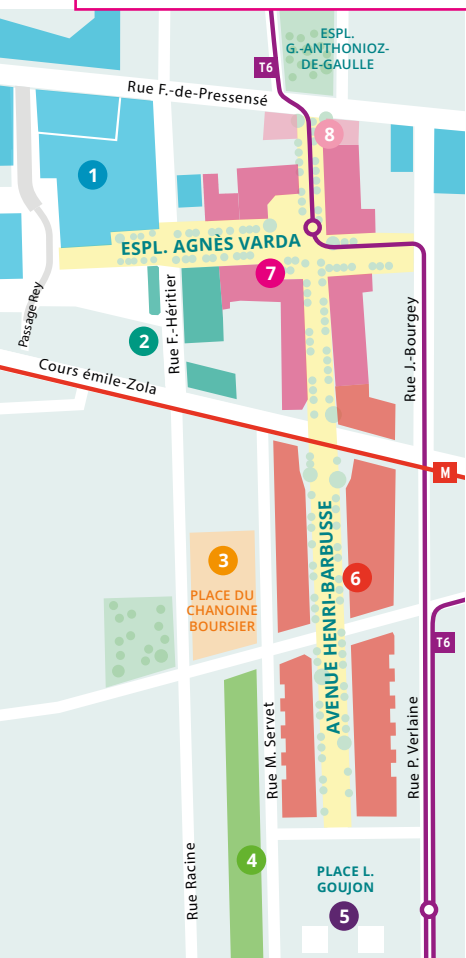 ESPL.
G.-ANTHONIOZ-
DE-GAULLE
T6
Rue F.-de-Pressensé
8
1
ESPL. AGNÈS VARDA
7
Passage Rey
Rue F.-Héritier
2
Rue J.-Bourgey
Cours émile-Zola
M
AVENUE HENRI-BARBUSSE
3
6
PLACE DU
CHANOINE
BOURSIER
T6
Rue M. Servet
Rue P. Verlaine
Rue Racine
4
PLACE L.
GOUJON
5